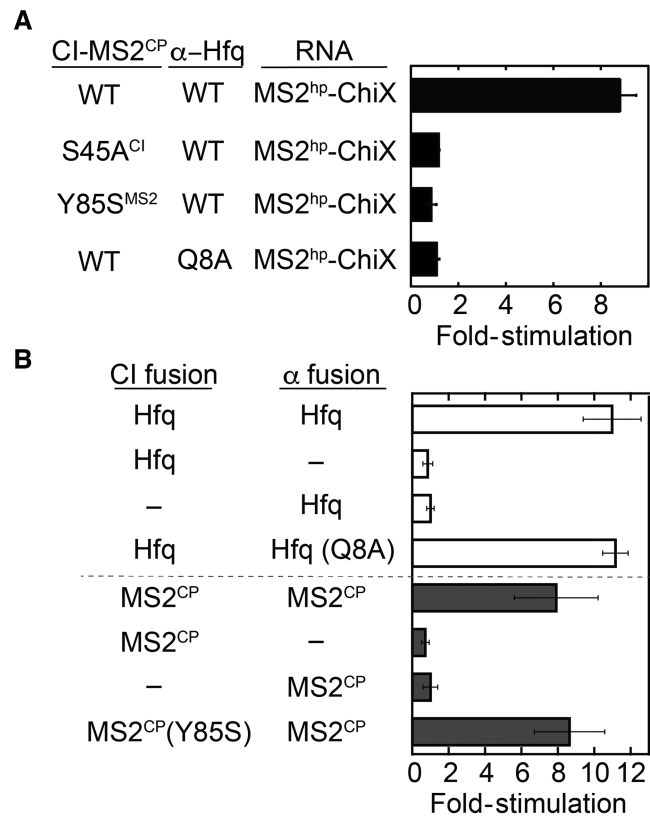 A
CI-MS2ᶜᴾ α–Hfq RNA
WT WT MS2ʰᵖ-ChiX
S45Aᶜᴵ WT MS2ʰᵖ-ChiX
Y85Sᴹˢ² WT MS2ʰᵖ-ChiX
WT Q8A MS2ʰᵖ-ChiX
0 2 4 6 8
Fold-stimulation
B
CI fusion α fusion
Hfq Hfq
Hfq –
– Hfq
Hfq Hfq (Q8A)
MS2ᶜᴾ MS2ᶜᴾ
MS2ᶜᴾ –
– MS2ᶜᴾ
MS2ᶜᴾ(Y85S) MS2ᶜᴾ
0 2 4 6 8 10 12
Fold-stimulation